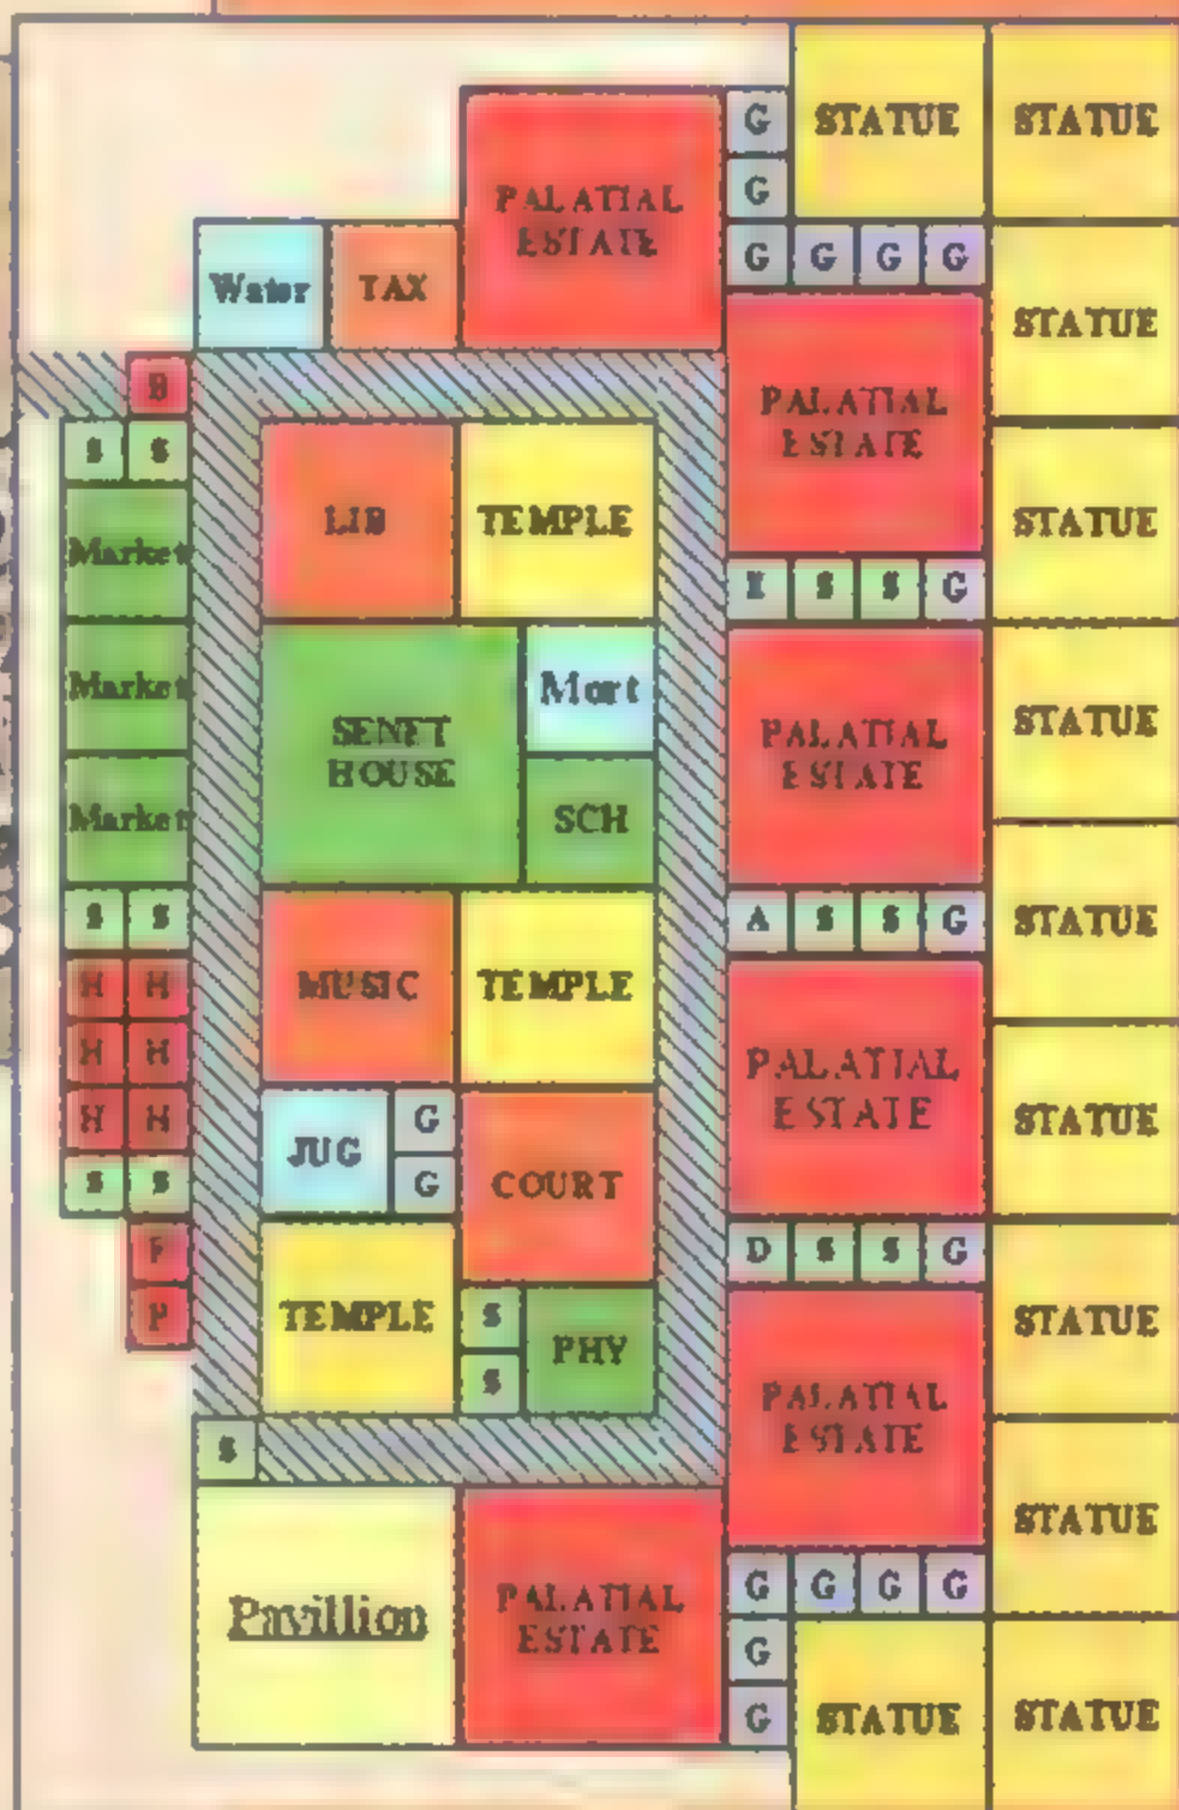 G STATUE STATUE
PALATIAL
ESTATE
G
G G G G
Water TAX
STATUE
B
PALATIAL
ESTATE
S S
LIB TEMPLE
STATUE
Market
S S G
Market
SENET
HOUSE
Mort
PALATIAL
ESTATE
STATUE
Market
SCH
S S
A S S G
STATUE
H H
MUSIC TEMPLE
H H
PALATIAL
ESTATE
H H
JUG
G
G
COURT
STATUE
S S
D S S G
TEMPLE
S
S
PHY
STATUE
PALATIAL
ESTATE
S
STATUE
Pavillion
PALATIAL
ESTATE
G G G G
G
G
STATUE STATUE